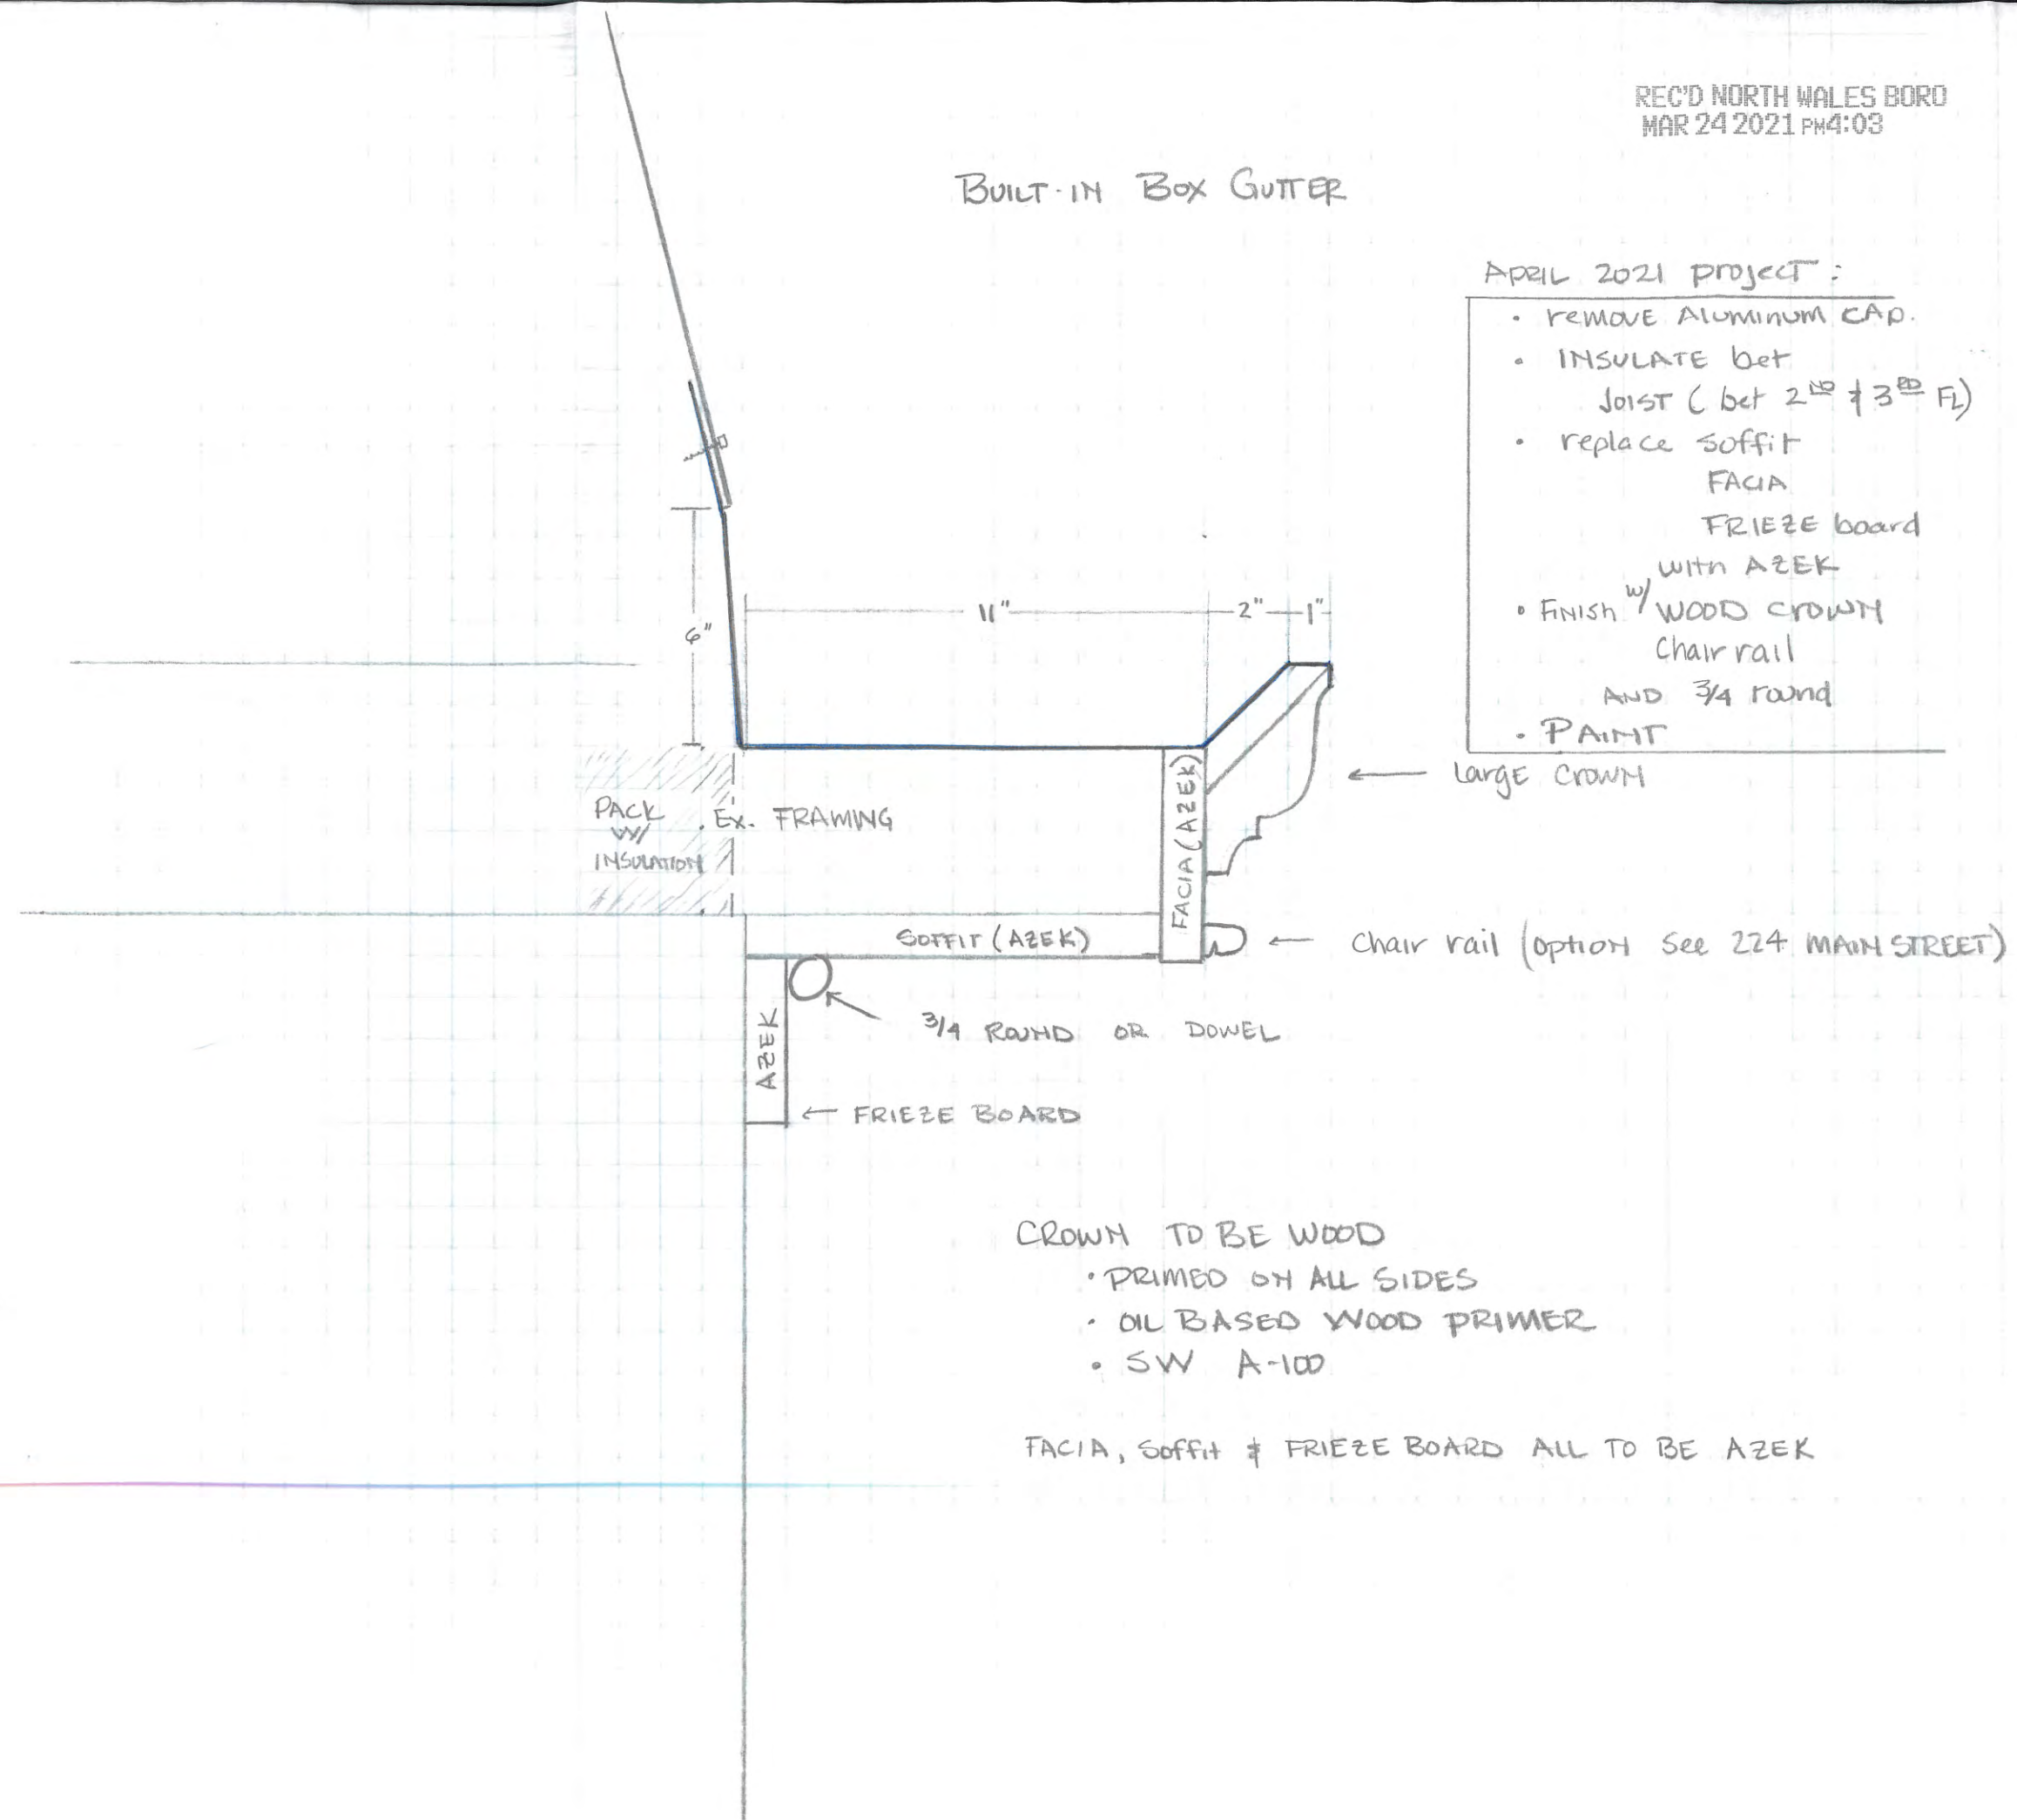 REC'D NORTH WALES BORO
MAR 24 2021 PM4:03
BUILT-IN BOX GUTTER
APRIL 2021 project:
• remove Aluminum CAP.
• INSULATE bet
JOIST (bet 2ND & 3RD FL)
• replace soffit
FACIA
FRIEZE board
with AZEK
• FINISH w/ WOOD CROWN
Chair rail
AND 3/4 round
• PAINT
11"
2"
1"
6"
Large CROWN
PACK
W/
INSULATION
Ex. FRAMING
FACIA (AZEK)
SOFFIT (AZEK)
Chair rail (OPTION See 224 MAIN STREET)
3/4 ROUND OR DOWEL
AZEK
FRIEZE BOARD
CROWN TO BE WOOD
• PRIMED ON ALL SIDES
• OIL BASED WOOD PRIMER
• SW A-100
FACIA, Soffit & FRIEZE BOARD ALL TO BE AZEK